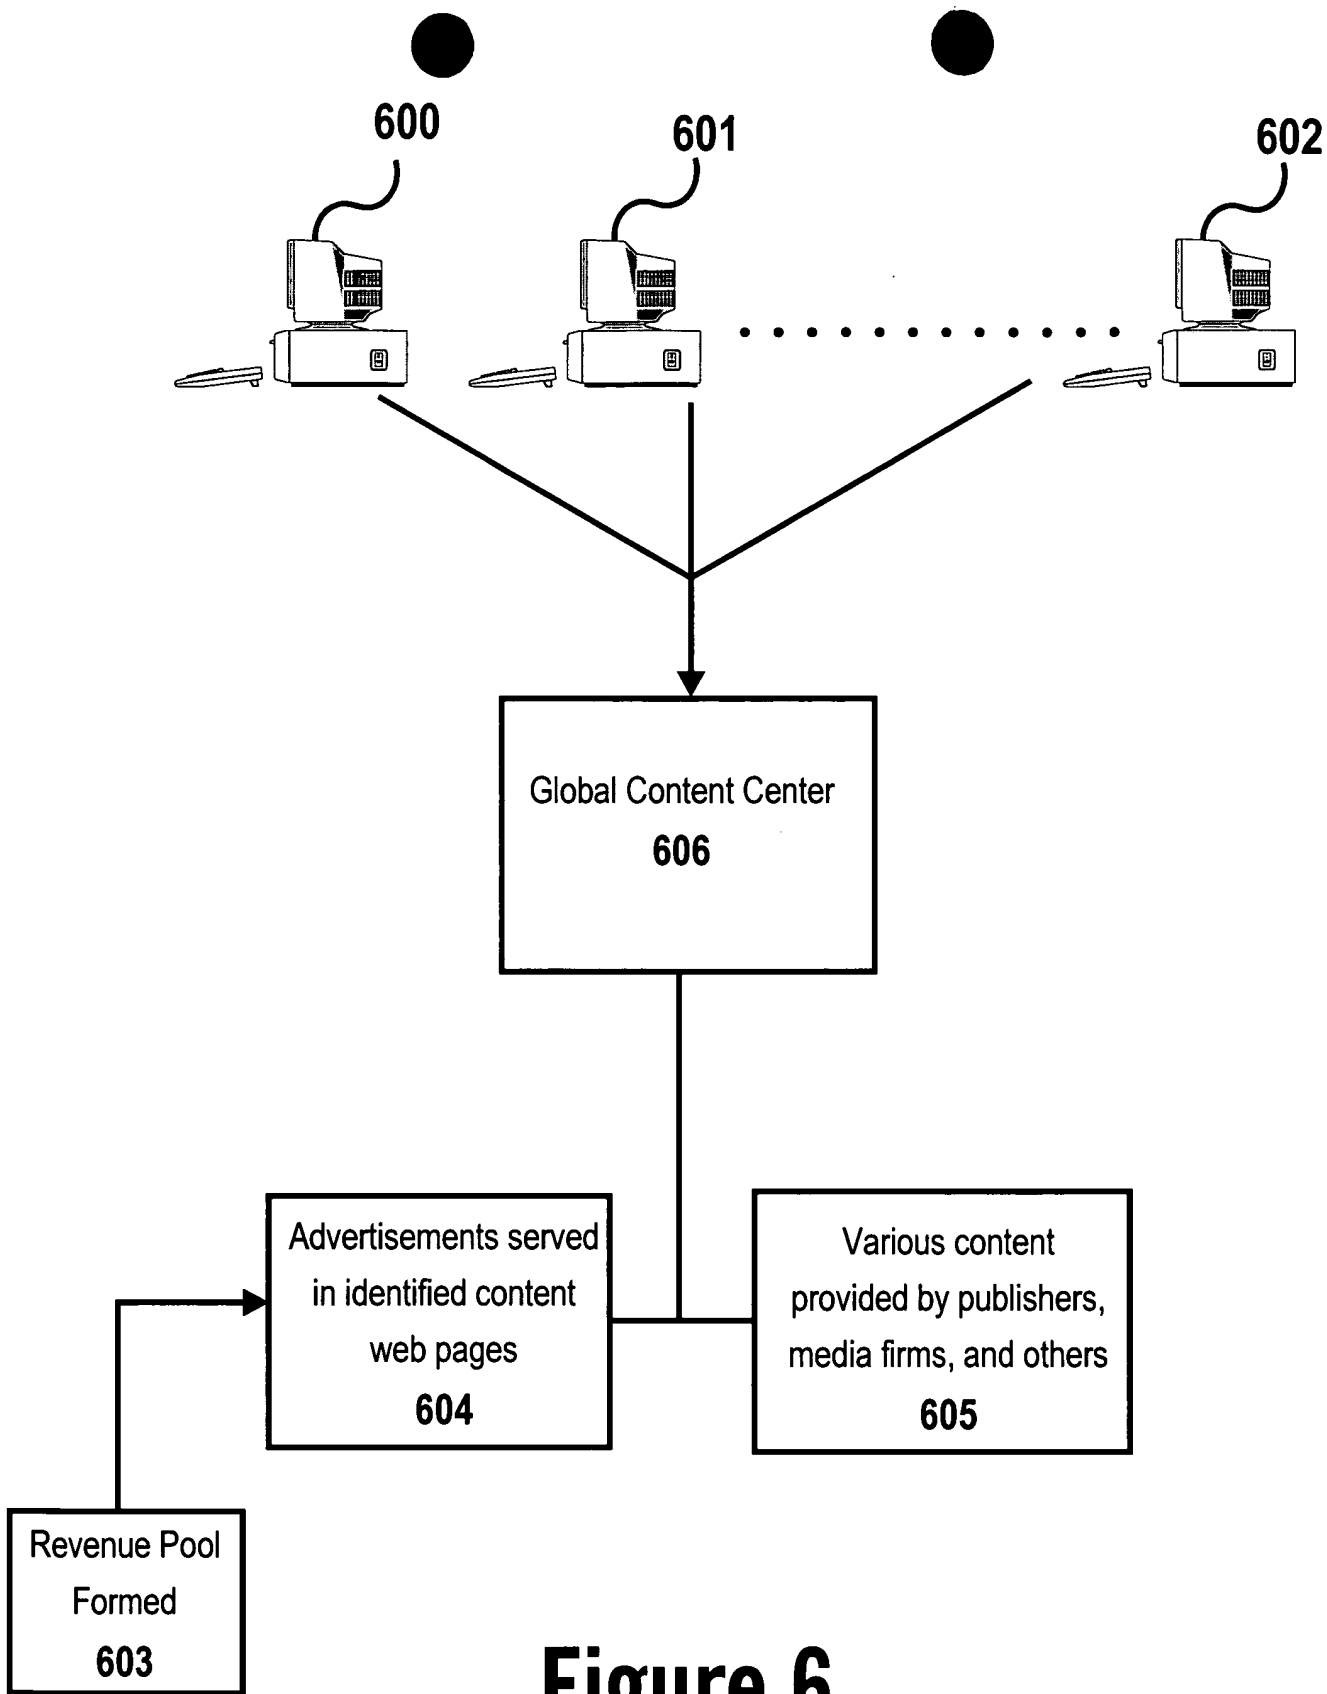 600
601
602
Global Content Center
606
Advertisements served
in identified content
web pages
604
Various content
provided by publishers,
media firms, and others
605
Revenue Pool
Formed
603
Figure 6